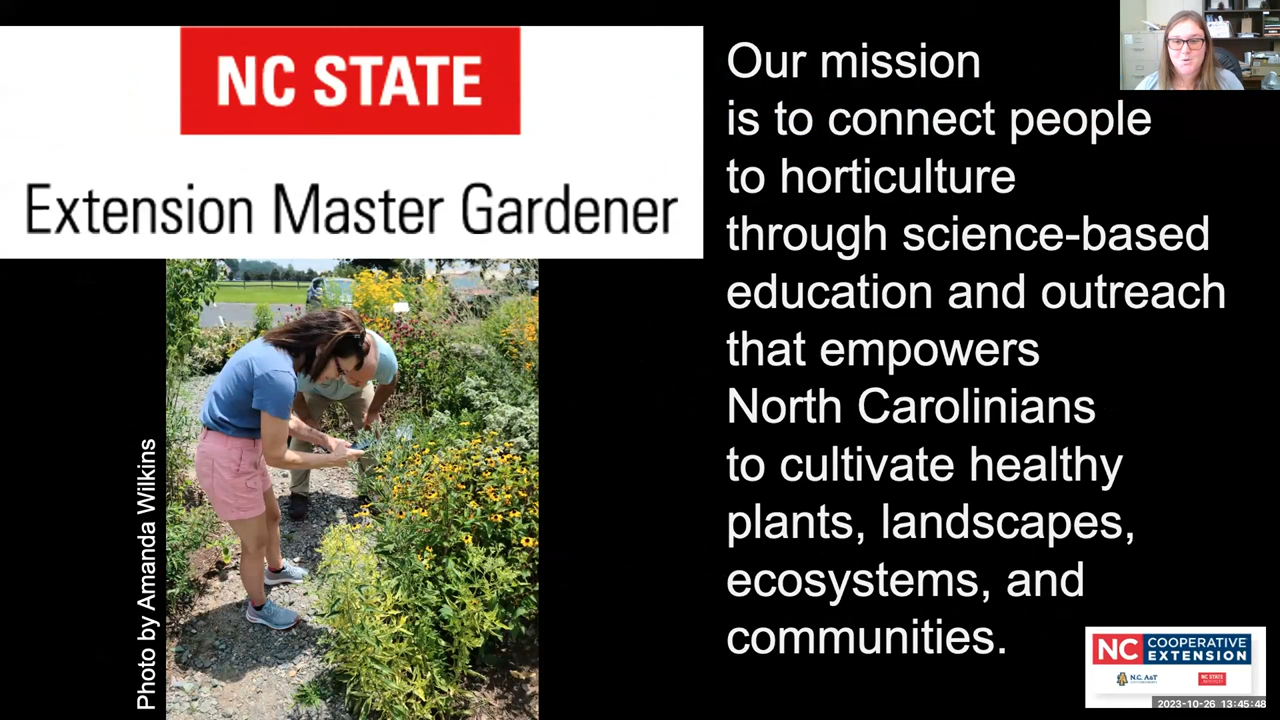 NC STATE
Extension Master Gardener
Photo by Amanda Wilkins
Our mission
is to connect people
to horticulture
through science-based
education and outreach
that empowers
North Carolinians
to cultivate healthy
plants, landscapes,
ecosystems, and
communities.
NC COOPERATIVE
EXTENSION
N.C. A&T
NC STATE
2023-10-26 13:45:48